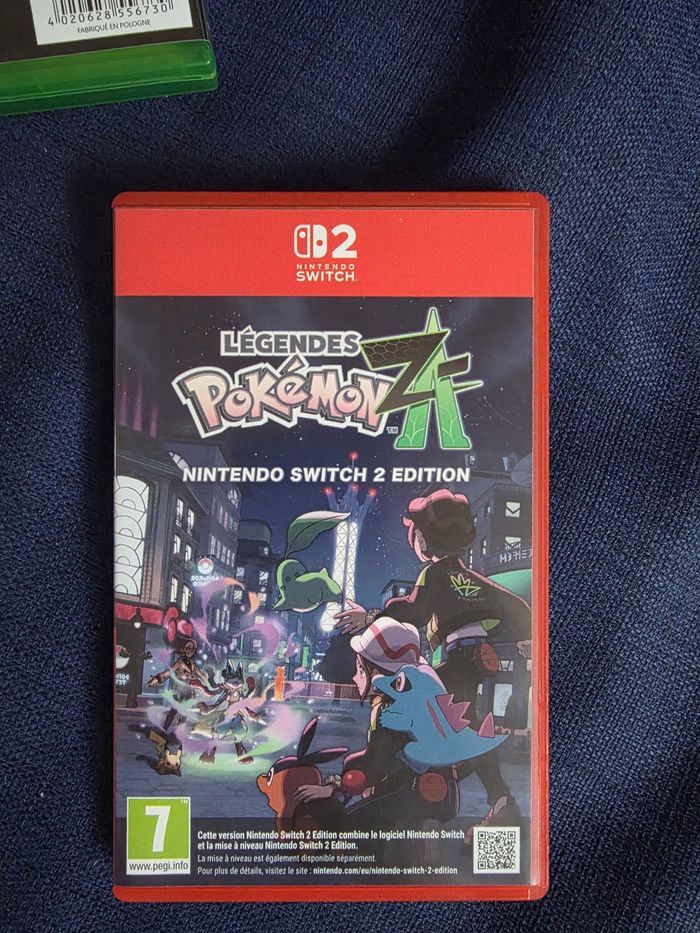 4 020628 556730
FABRIQUÉ EN POLOGNE
2
NINTENDO
SWITCH™
LÉGENDES
POKÉMON ZA™
NINTENDO SWITCH 2 EDITION
7™
www.pegi.info
Cette version Nintendo Switch 2 Edition combine le logiciel Nintendo Switch
et la mise à niveau Nintendo Switch 2 Edition.
La mise à niveau est également disponible séparément.
Pour plus de détails, visitez le site : nintendo.com/eu/nintendo-switch-2-edition